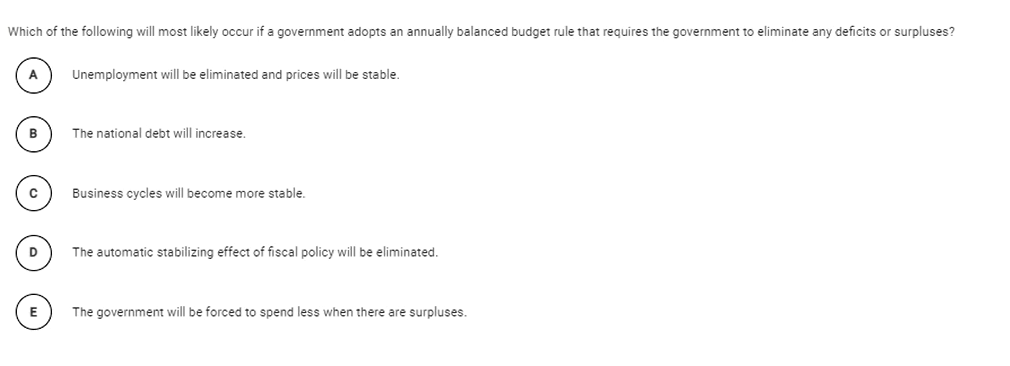 Which of the following will most likely occur if a government adopts an annually balanced budget rule that requires the government to eliminate any deficits or surpluses?
A Unemployment will be eliminated and prices will be stable.
B The national debt will increase.
C Business cycles will become more stable.
D The automatic stabilizing effect of fiscal policy will be eliminated.
E The government will be forced to spend less when there are surpluses.